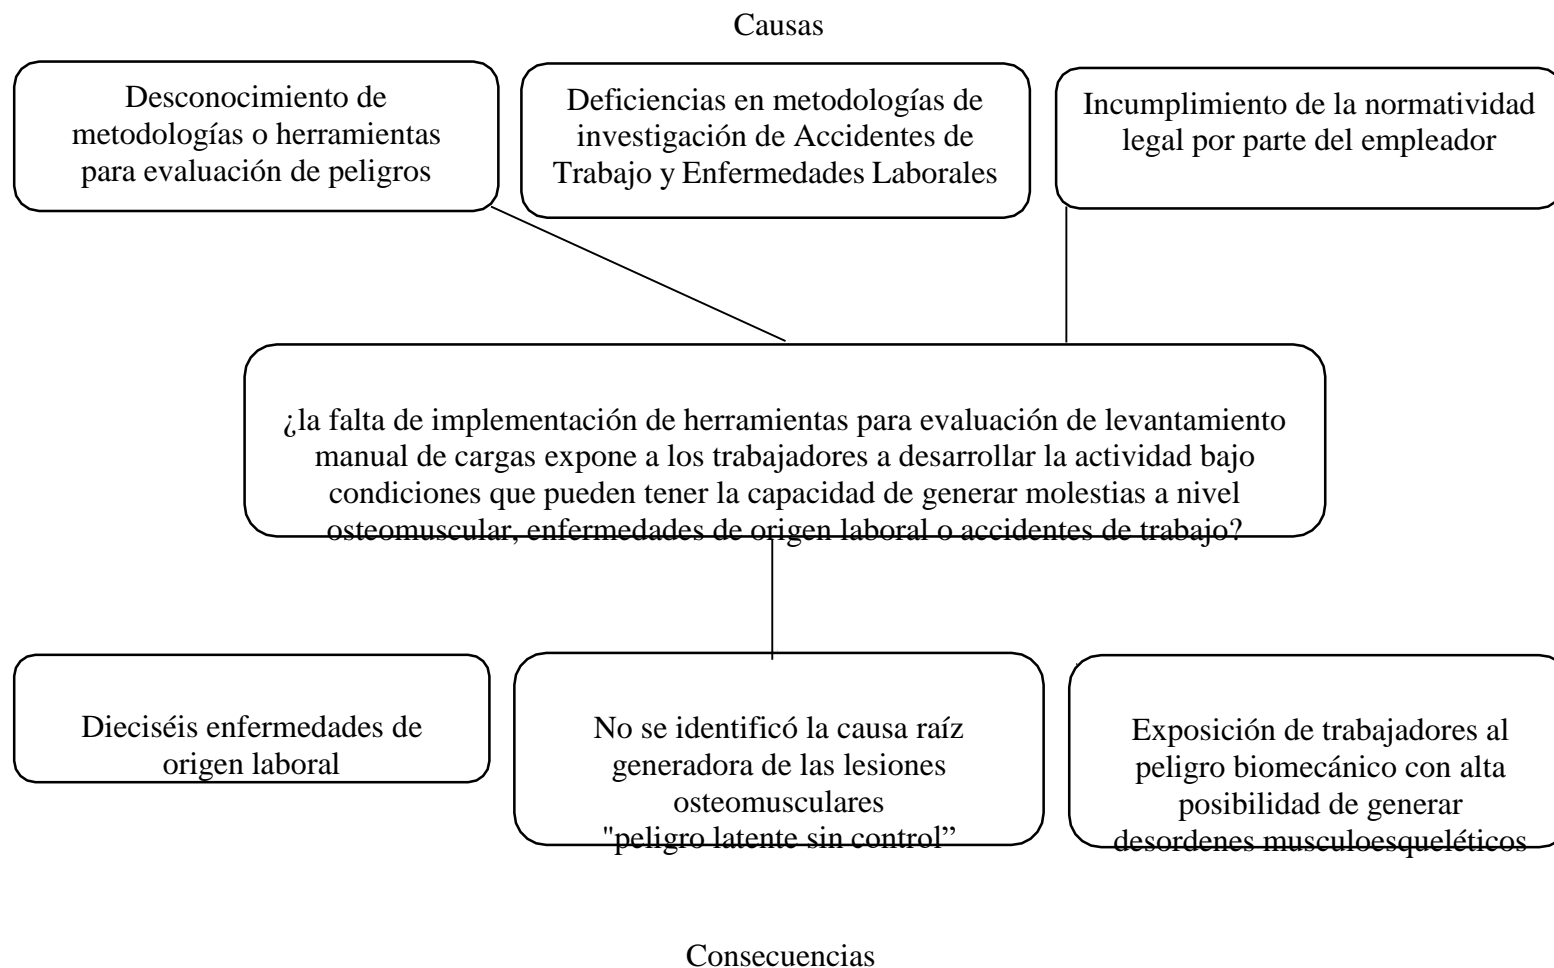 Causas
Desconocimiento de
metodologías o herramientas
para evaluación de peligros
Deficiencias en metodologías de
investigación de Accidentes de
Trabajo y Enfermedades Laborales
Incumplimiento de la normatividad
legal por parte del empleador
¿la falta de implementación de herramientas para evaluación de levantamiento
manual de cargas expone a los trabajadores a desarrollar la actividad bajo
condiciones que pueden tener la capacidad de generar molestias a nivel
osteomuscular, enfermedades de origen laboral o accidentes de trabajo?
Dieciséis enfermedades de
origen laboral
No se identificó la causa raíz
generadora de las lesiones
osteomusculares
"peligro latente sin control”
Exposición de trabajadores al
peligro biomecánico con alta
posibilidad de generar
desordenes musculoesqueléticos
Consecuencias